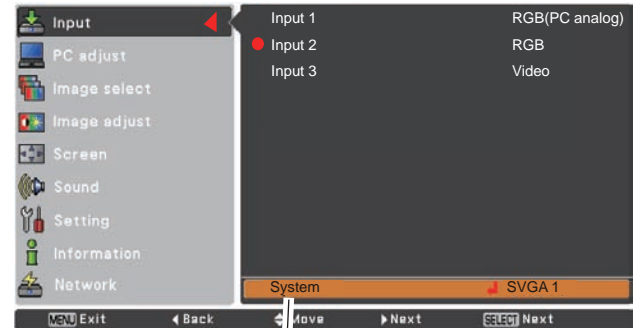 Input
PC adjust
Image select
Image adjust
Screen
Sound
Setting
Information
Network
Input 1 RGB(PC analog)
Input 2 RGB
Input 3 Video
System SVGA 1
MENU Exit Back Move Next SELECT Next